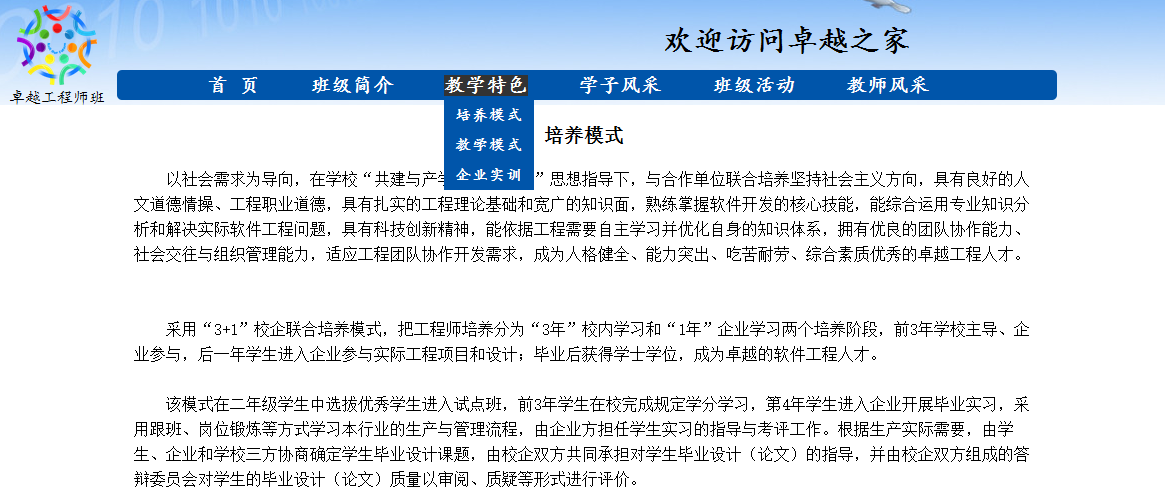 欢迎访问卓越之家
卓越工程师班
首 页 班级简介 教学特色 学子风采 班级活动 教师风采
培养模式
教学模式
企业实训
培养模式
以社会需求为导向，在学校“共建与产学”思想指导下，与合作单位联合培养坚持社会主义方向，具有良好的人
文道德情操、工程职业道德，具有扎实的工程理论基础和宽广的知识面，熟练掌握软件开发的核心技能，能综合运用专业知识分
析和解决实际软件工程问题，具有科技创新精神，能依据工程需要自主学习并优化自身的知识体系，拥有优良的团队协作能力、
社会交往与组织管理能力，适应工程团队协作开发需求，成为人格健全、能力突出、吃苦耐劳、综合素质优秀的卓越工程人才。
采用“3+1”校企联合培养模式，把工程师培养分为“3年”校内学习和“1年”企业学习两个培养阶段，前3年学校主导、企
业参与，后一年学生进入企业参与实际工程项目和设计；毕业后获得学士学位，成为卓越的软件工程人才。
该模式在二年级学生中选拔优秀学生进入试点班，前3年学生在校完成规定学分学习，第4年学生进入企业开展毕业实习，采
用跟班、岗位锻炼等方式学习本行业的生产与管理流程，由企业方担任学生实习的指导与考评工作。根据生产实际需要，由学
生、企业和学校三方协商确定学生毕业设计课题，由校企双方共同承担对学生毕业设计（论文）的指导，并由校企双方组成的答
辩委员会对学生的毕业设计（论文）质量以审阅、质疑等形式进行评价。